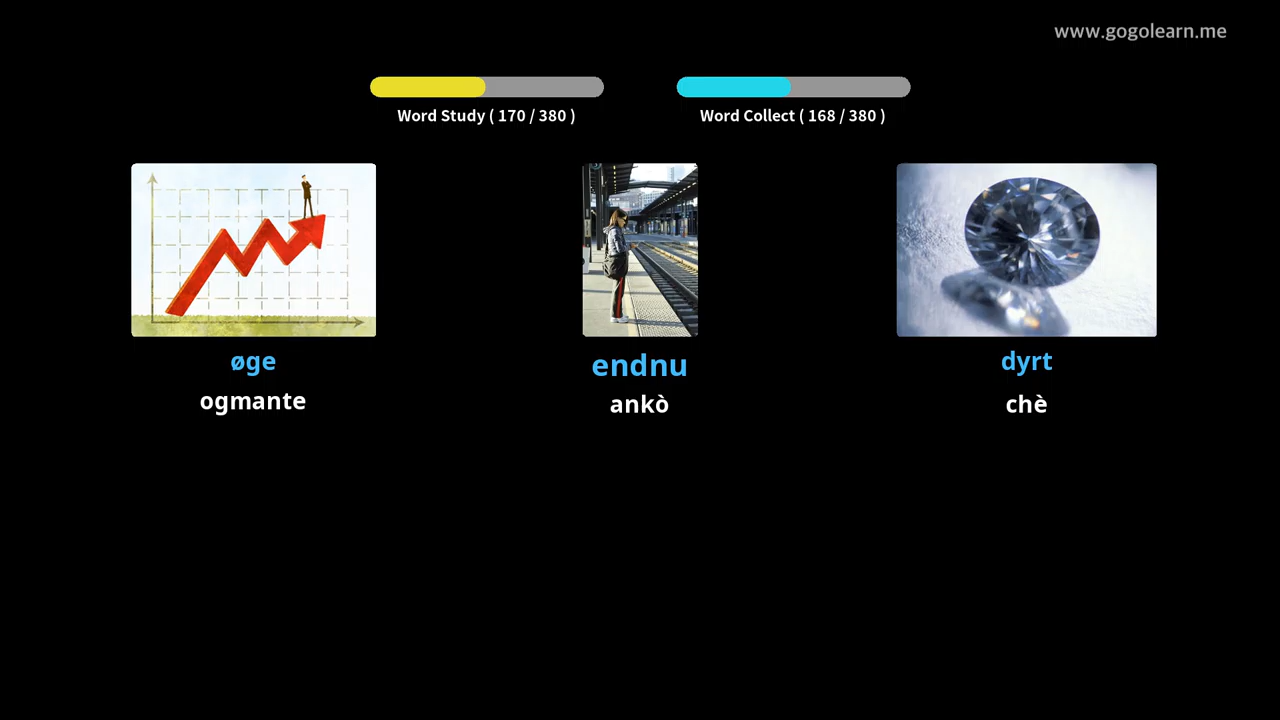 www.gogolearn.me
Word Study ( 170 / 380 )
Word Collect ( 168 / 380 )
øge
endnu
dyrt
ogmante
ankò
chè